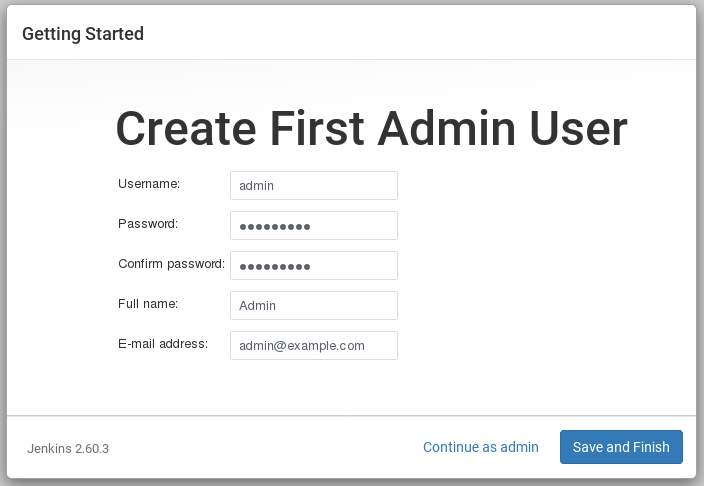 Getting Started
Create First Admin User
Username: admin
Password: ●●●●●●●●●
Confirm password: ●●●●●●●●●
Full name: Admin
E-mail address: admin@example.com
Jenkins 2.60.3 Continue as admin Save and Finish